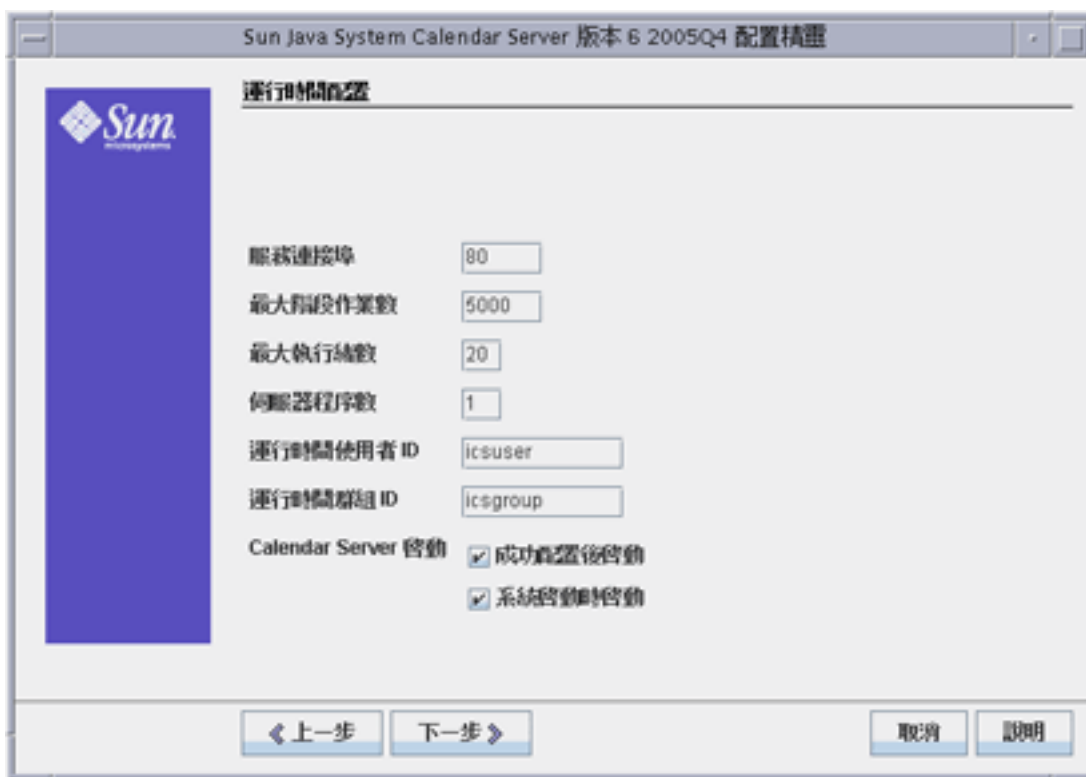 Sun Java System Calendar Server 版本 6 2005Q4 配置精靈
Sun
microsystems
運行時間配置
服務連接埠 80
最大階段作業數 5000
最大執行緒數 20
伺服器程序數 1
運行時間使用者 ID icsuser
運行時間群組 ID icsgroup
Calendar Server 啟動 成功配置後啟動
系統啟動時啟動
上一步 下一步 取消 說明